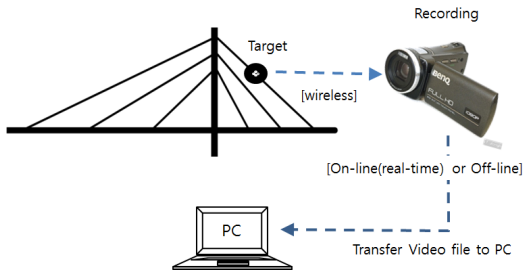 Recording
Target
[wireless]
BenQ
FULL HD
1080P
[On-line(real-time) or Off-line]
PC
Transfer Video file to PC